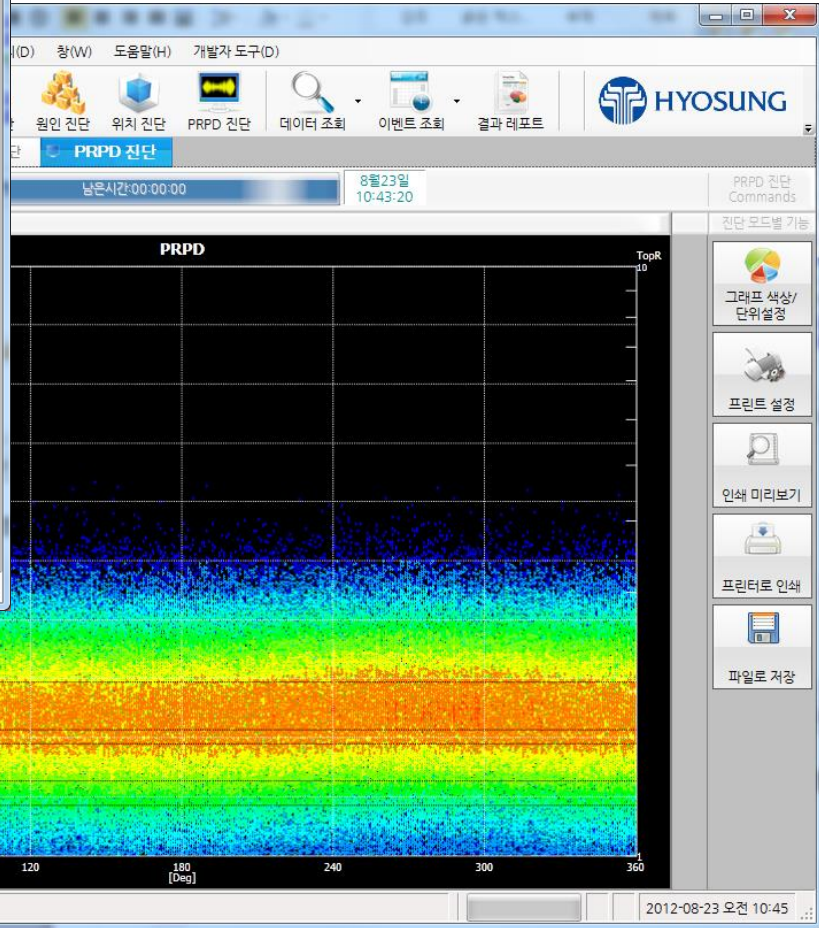 (D) 창(W) 도움말(H) 개발자 도구(D)
원인 진단 위치 진단 PRPD 진단 데이터 조회 이벤트 조회 결과 레포트
HYOSUNG
단 PRPD 진단
남은시간:00:00:00
8월23일
10:43:20
PRPD 진단
Commands
진단 모드별 기능
PRPD
TopR
10
그래프 색상/
단위설정
프린트 설정
인쇄 미리보기
프린터로 인쇄
파일로 저장
1
120 180 240 300 360
[Deg]
2012-08-23 오전 10:45